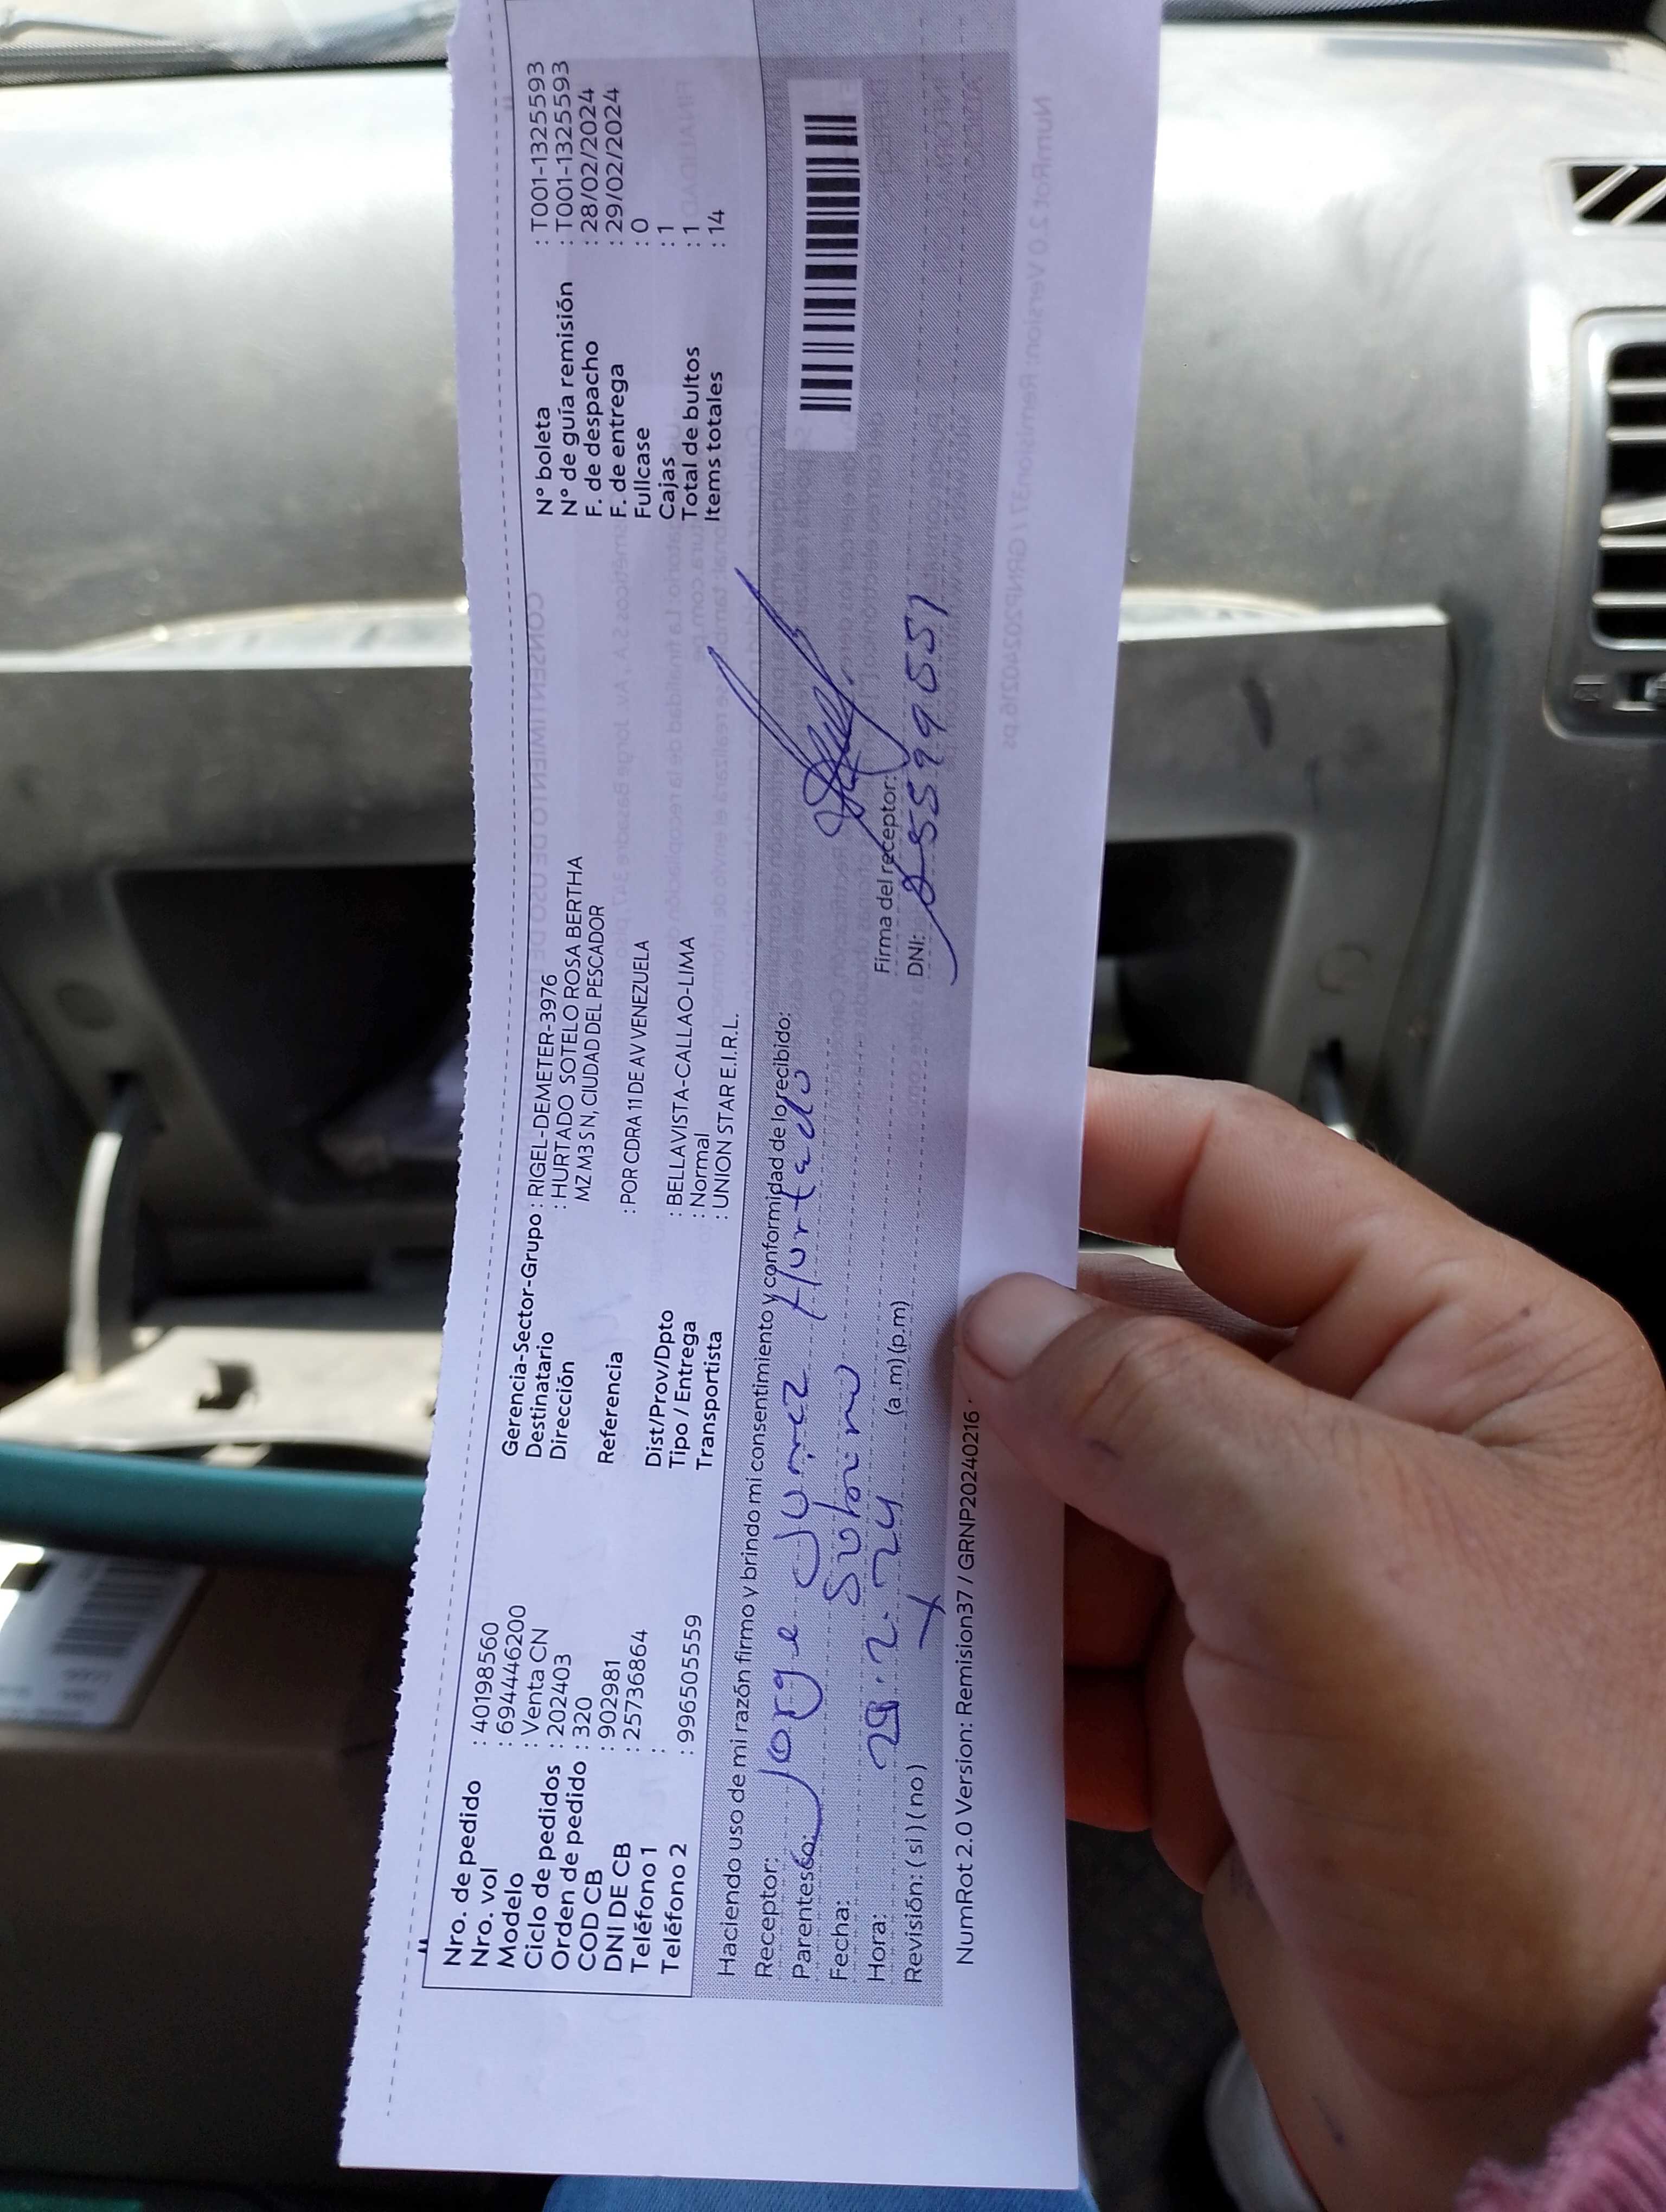 Nro. de pedido : 40198560
Nro. vol : 694446200
Modelo : Venta CN
Ciclo de pedidos : 202403
Orden de pedido : 320
COD CB : 902981
DNI DE CB : 25736864
Teléfono 1 :
Teléfono 2 : 996505559
Gerencia-Sector-Grupo : RIGEL-DEMETER-3976
Destinatario : HURTADO SOTELO ROSA BERTHA
Dirección MZ M3 S N, CIUDAD DEL PESCADOR
Referencia : POR CDRA 11 DE AV VENEZUELA
Dist/Prov/Dpto : BELLAVISTA-CALLAO-LIMA
Tipo / Entrega : Normal
Transportista : UNION STAR E.I.R.L.
N° boleta : T001-1325593
N° de guía remisión : T001-1325593
F. de despacho : 28/02/2024
F. de entrega : 29/02/2024
Fullcase : 0
Cajas : 1
Total de bultos : 1
Items totales : 14
Haciendo uso de mi razón firmo y brindo mi consentimiento y conformidad de lo recibido:
Receptor: Jorge Hurtado
Parentesco:
Fecha:
Hora: 29.2.24 (a.m) (p.m)
Revisión: ( si ) ( no )
Firma del receptor:
DNI: 255990551
NumRot 2.0 Version: Remision37 / GRNP20240216